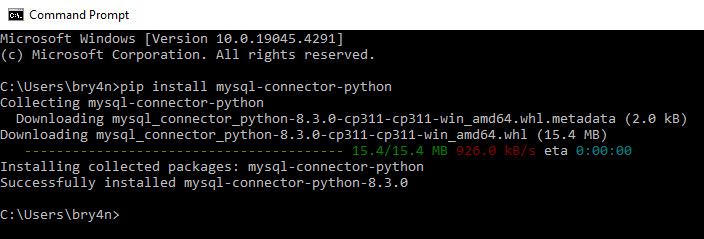 Command Prompt
Microsoft Windows [Version 10.0.19045.4291]
(c) Microsoft Corporation. All rights reserved.
C:\Users\bry4n>pip install mysql-connector-python
Collecting mysql-connector-python
  Downloading mysql_connector_python-8.3.0-cp311-cp311-win_amd64.whl.metadata (2.0 kB)
Downloading mysql_connector_python-8.3.0-cp311-cp311-win_amd64.whl (15.4 MB)
   ---------------------------------------- 15.4/15.4 MB 926.0 kB/s eta 0:00:00
Installing collected packages: mysql-connector-python
Successfully installed mysql-connector-python-8.3.0
C:\Users\bry4n>